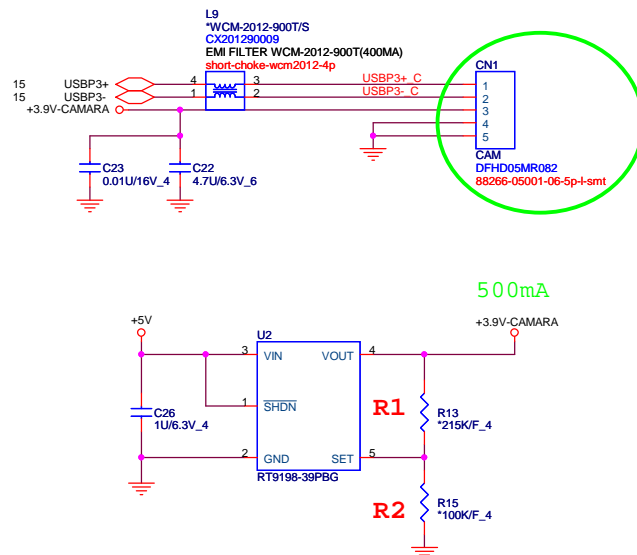 L9
*WCM-2012-900T/S
CX201290009
EMI FILTER WCM-2012-900T(400MA)
short-choke-wcm2012-4p
CN1
15 USBP3+ 4 3 USBP3+_C 1
15 USBP3- 1 2 USBP3-_C 2
+3.9V-CAMARA 3
4
5
CAM
DFHD05MR082
88266-05001-06-5p-l-smt
C23
0.01U/16V_4
C22
4.7U/6.3V_6
500mA
+5V
+3.9V-CAMARA
U2
3 VIN VOUT 4
1 SHDN
R1
R13
*215K/F_4
C26
1U/6.3V_4
2 GND SET 5
RT9198-39PBG
R2
R15
*100K/F_4